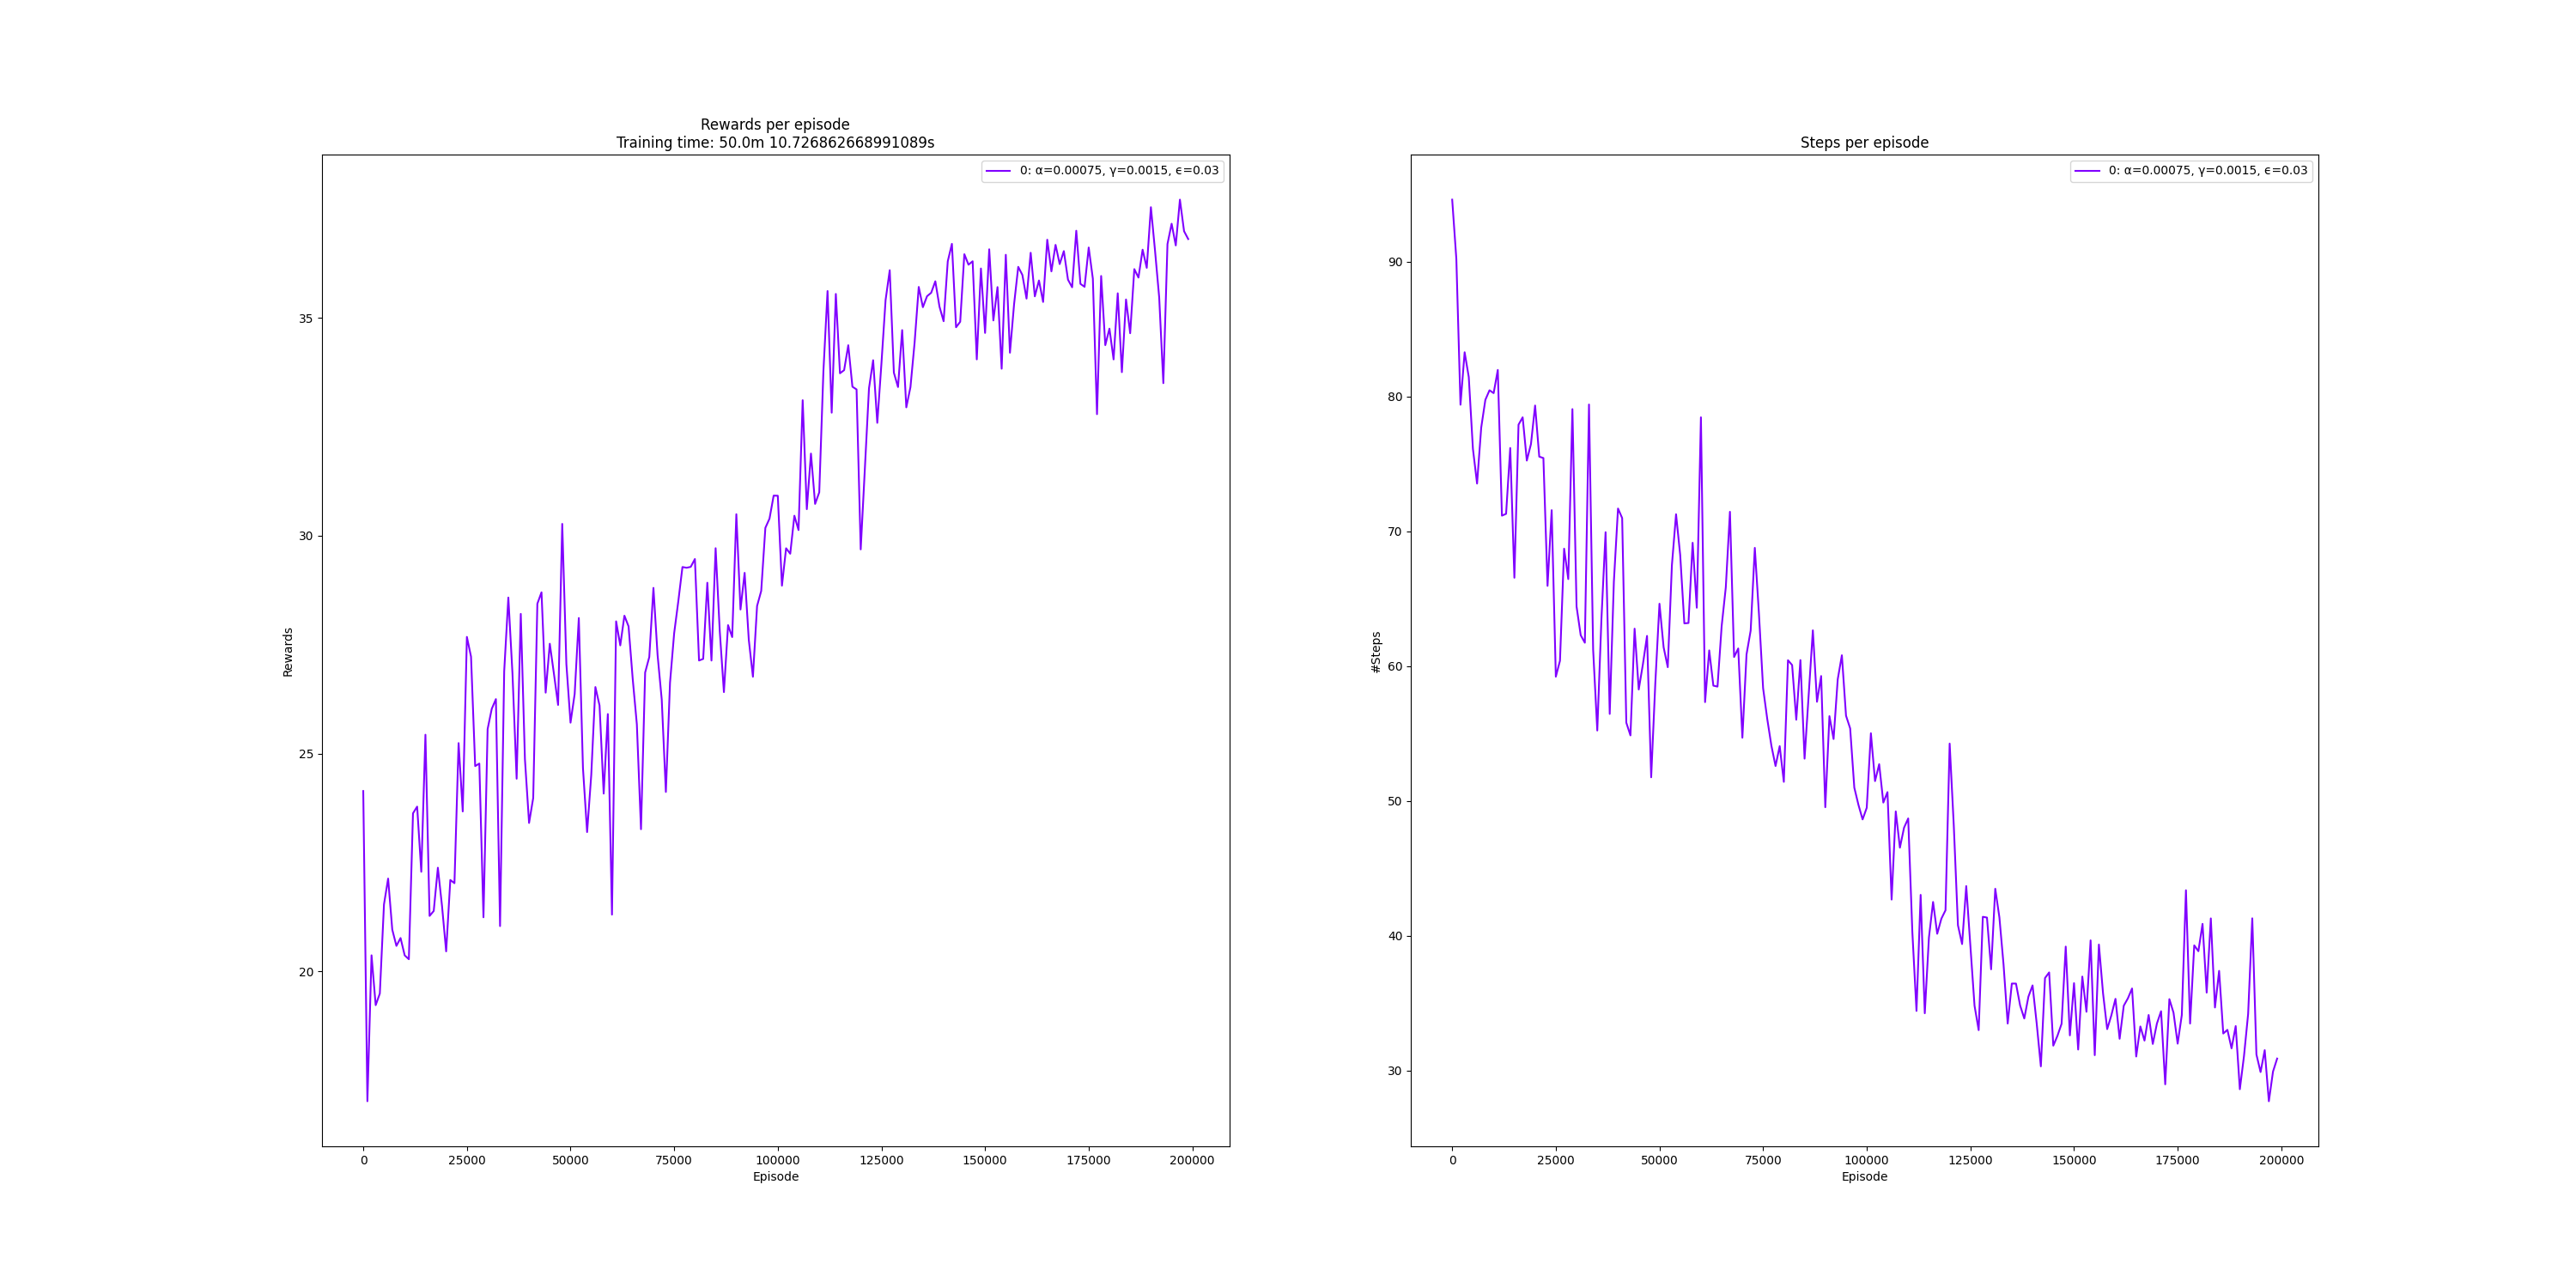 Rewards per episode
Training time: 50.0m 10.726862668991089s
0: α=0.00075, γ=0.0015, ϵ=0.03
Rewards
35
30
25
20
0 25000 50000 75000 100000 125000 150000 175000 200000
Episode
Steps per episode
0: α=0.00075, γ=0.0015, ϵ=0.03
#Steps
90
80
70
60
50
40
30
0 25000 50000 75000 100000 125000 150000 175000 200000
Episode